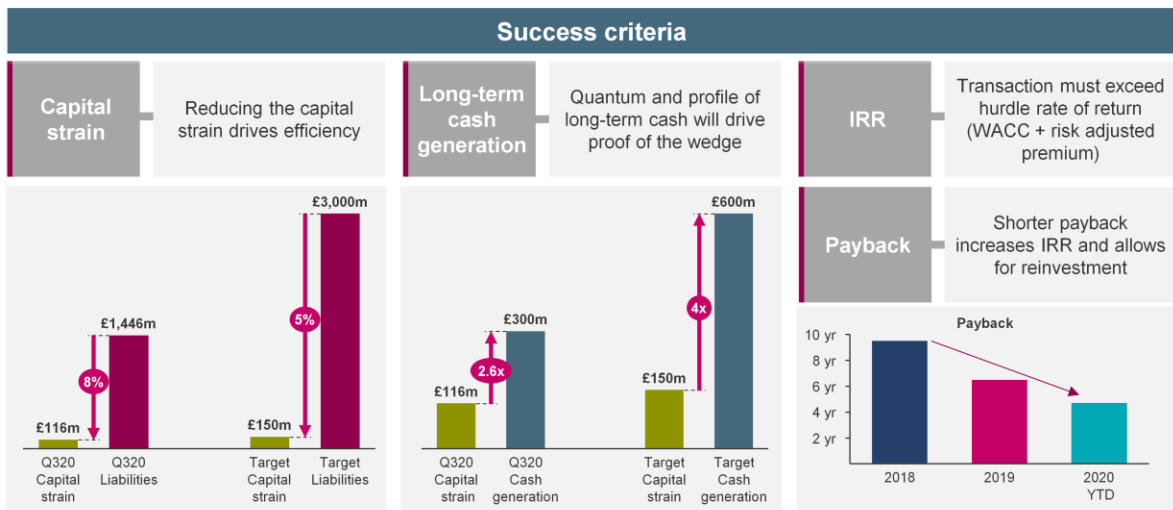 Success criteria
Capital
strain
Reducing the capital
strain drives efficiency
£3,000m
£1,446m
5%
8%
£116m
£150m
Q320
Capital
strain
Q320
Liabilities
Target
Capital
strain
Target
Liabilities
Long-term
cash
generation
Quantum and profile of
long-term cash will drive
proof of the wedge
£600m
4x
£300m
2.6x
£116m
£150m
Q320
Capital
strain
Q320
Cash
generation
Target
Capital
strain
Target
Cash
generation
IRR
Transaction must exceed
hurdle rate of return
(WACC + risk adjusted
premium)
Payback
Shorter payback
increases IRR and allows
for reinvestment
Payback
10 yr
8 yr
6 yr
4 yr
2 yr
2018
2019
2020
YTD